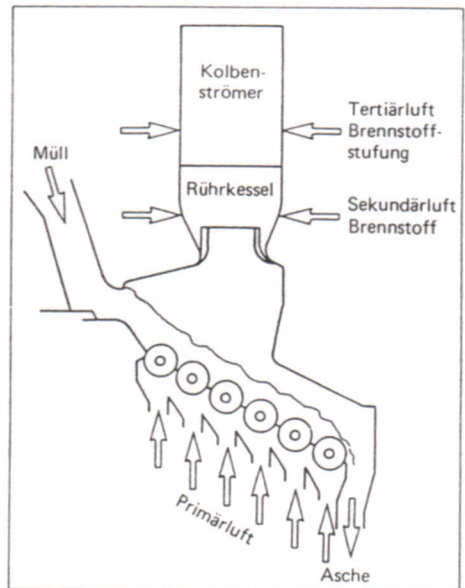 Kolben-
strömer
Tertiärluft
Brennstoff-
stufung
Müll
Rührkessel
Sekundärluft
Brennstoff
Primärluft
Asche